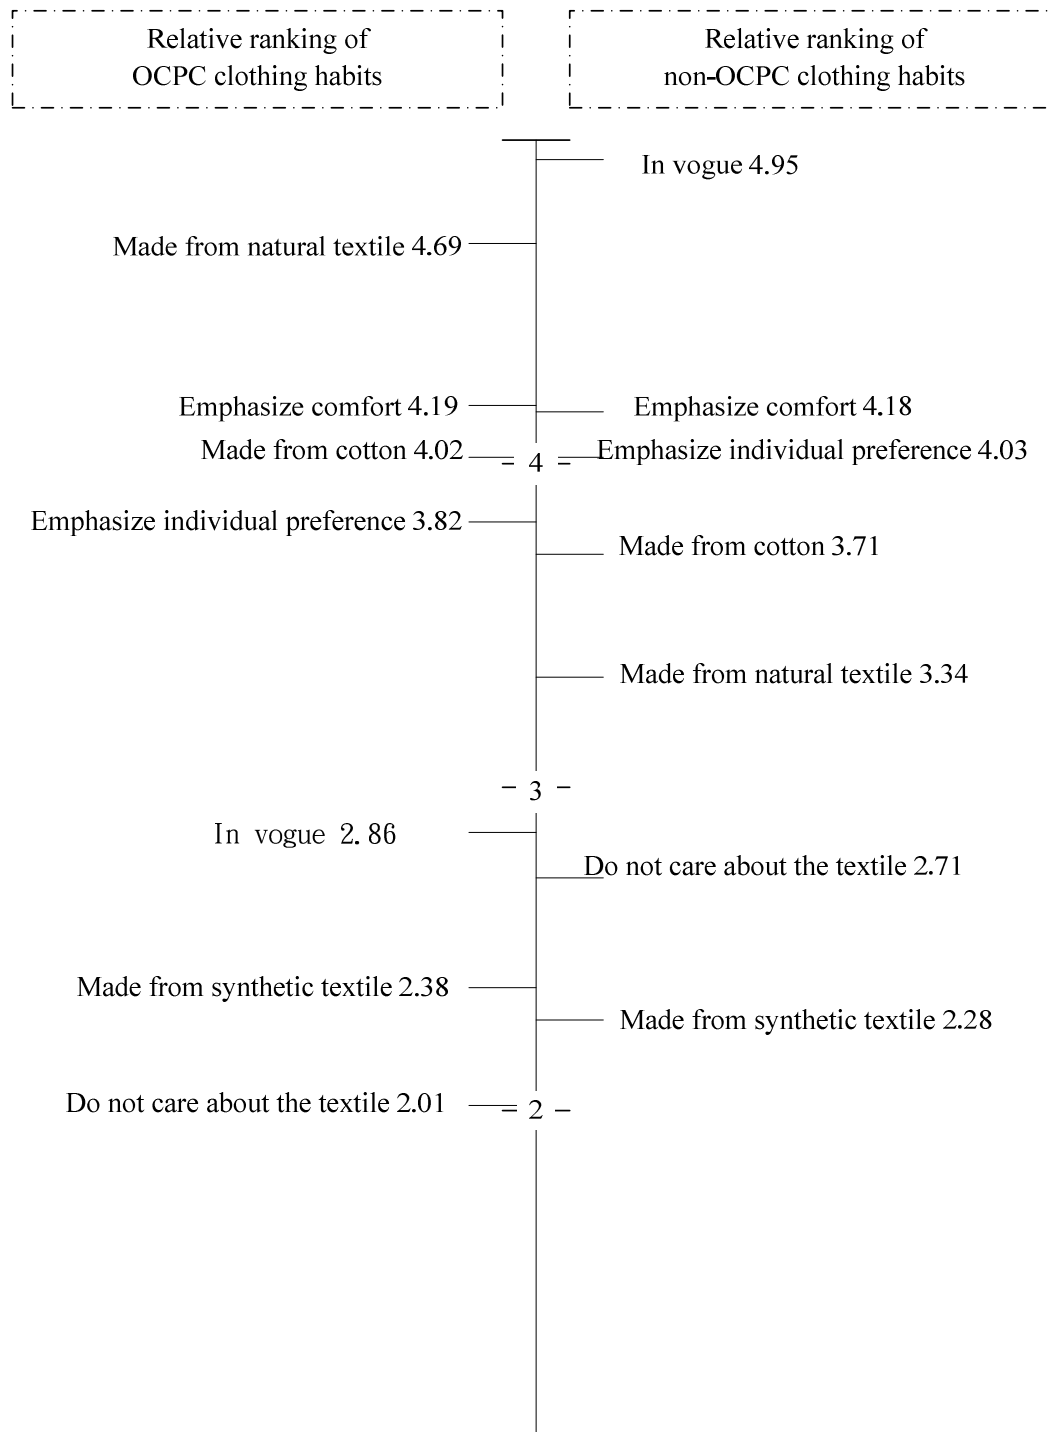 Relative ranking of
OCPC clothing habits
Relative ranking of
non-OCPC clothing habits
In vogue 4.95
Made from natural textile 4.69
Emphasize comfort 4.19
Emphasize comfort 4.18
Made from cotton 4.02
4
Emphasize individual preference 4.03
Emphasize individual preference 3.82
Made from cotton 3.71
Made from natural textile 3.34
3
In vogue 2.86
Do not care about the textile 2.71
Made from synthetic textile 2.38
Made from synthetic textile 2.28
Do not care about the textile 2.01
2